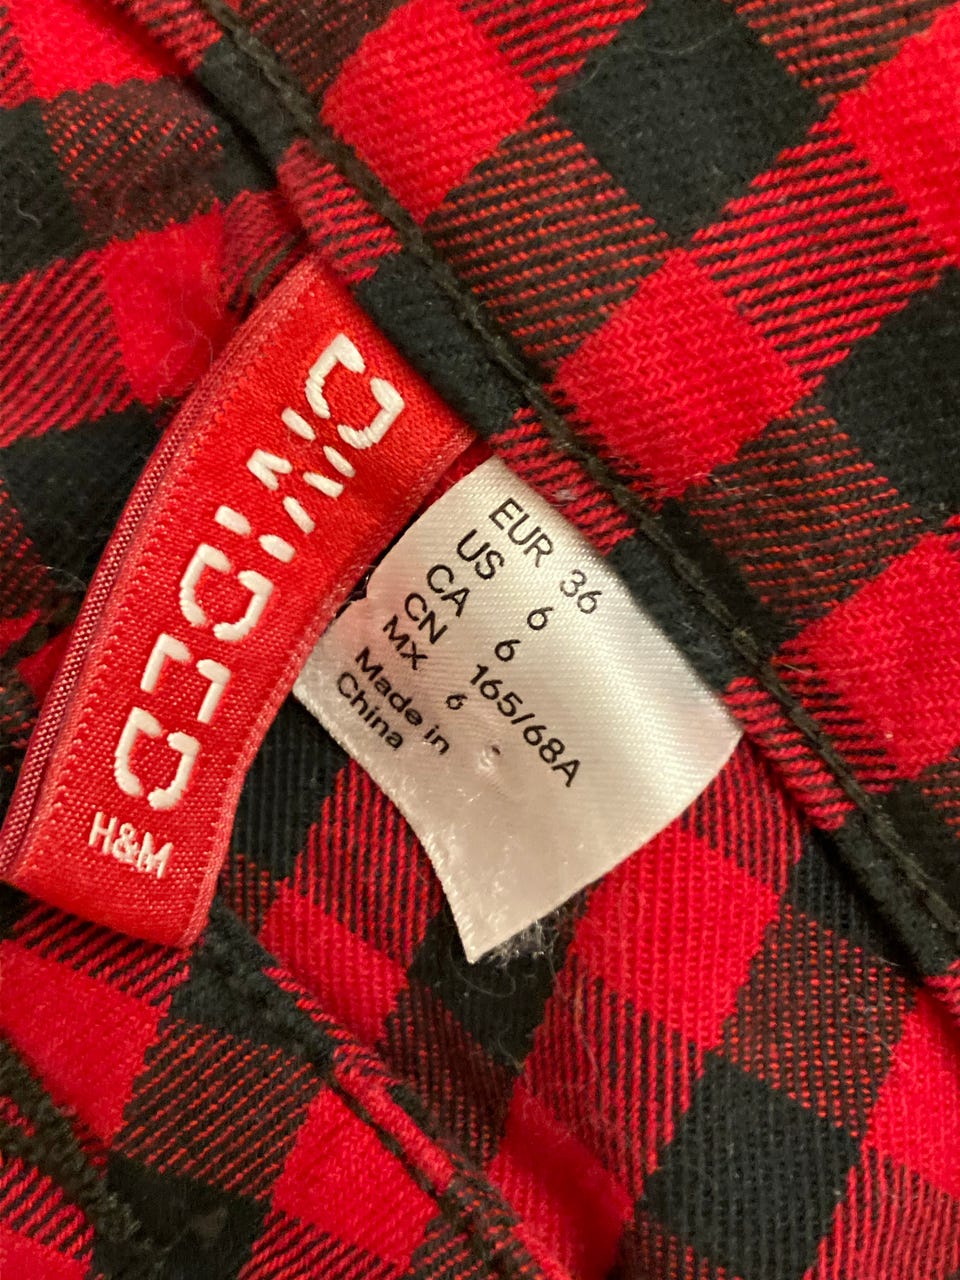 DIVIDED
H&M
EUR 36
US 6
CA 6
CN 165/68A
MX 6
Made in
China